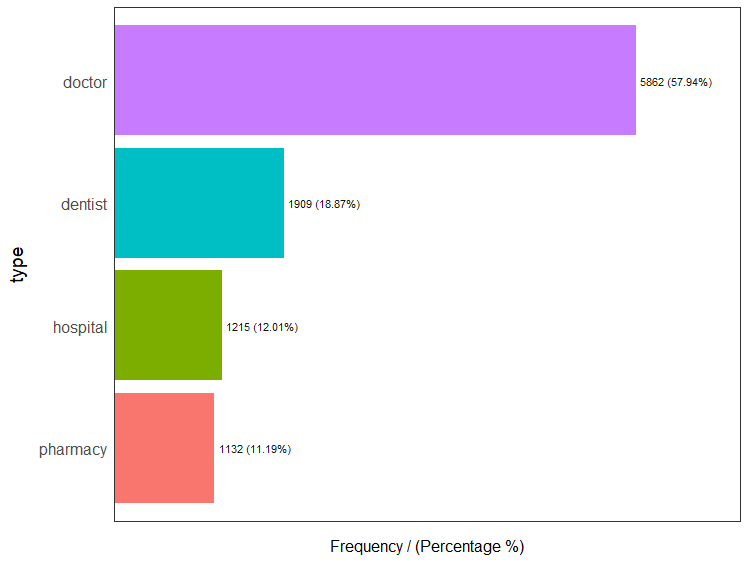 doctor
5862 (57.94%)
dentist
1909 (18.87%)
type
hospital
1215 (12.01%)
pharmacy
1132 (11.19%)
Frequency / (Percentage %)